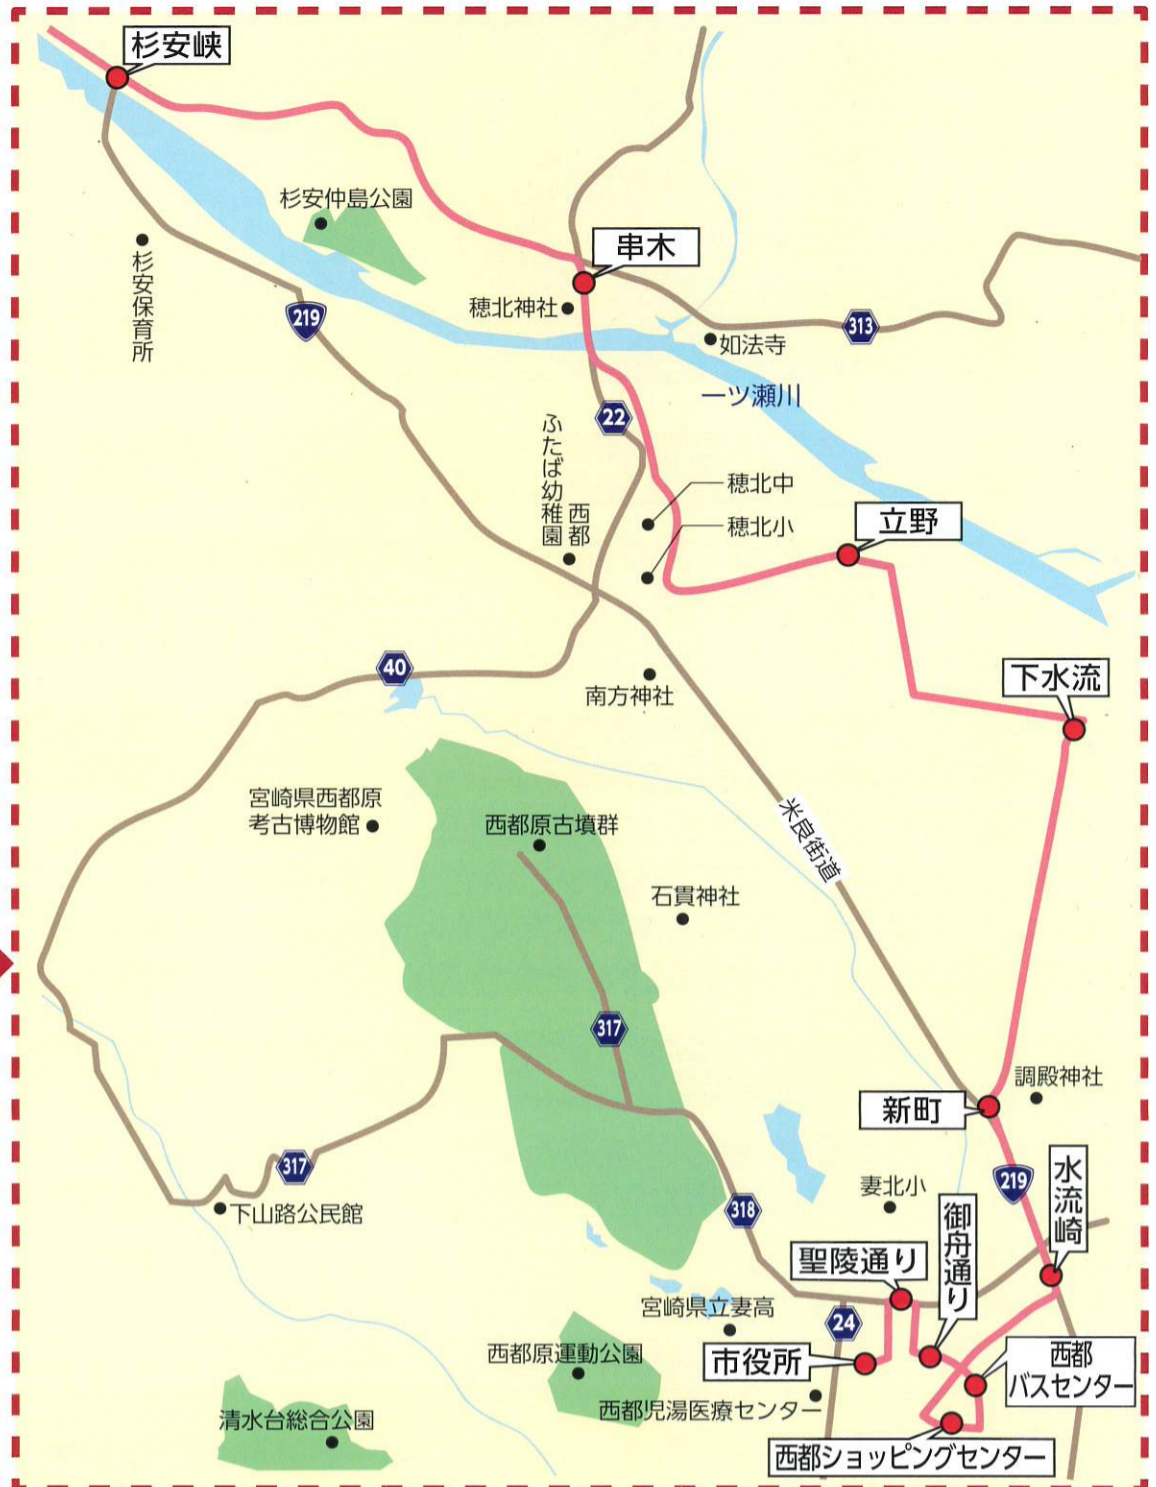 杉安峡
杉安仲島公園
杉安保育所
串木
穂北神社
219
313
如法寺
一ツ瀬川
22
ふたば幼稚園
西都
穂北中
穂北小
立野
40
南方神社
下水流
宮崎県西都原
考古博物館
西都原古墳群
米良街道
石貫神社
317
調殿神社
新町
317
下山路公民館
219
水流崎
妻北小
318
御舟通り
聖陵通り
宮崎県立妻高
24
市役所
西都原運動公園
西都
バスセンター
西都児湯医療センター
清水台総合公園
西都ショッピングセンター